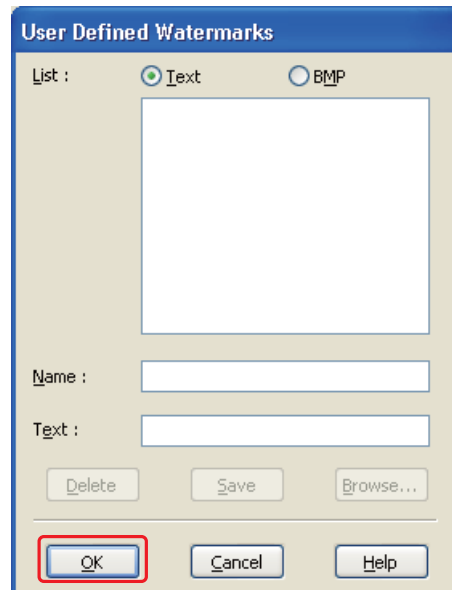 User Defined Watermarks
List : Text BMP
Name :
Text :
Delete Save Browse...
OK Cancel Help